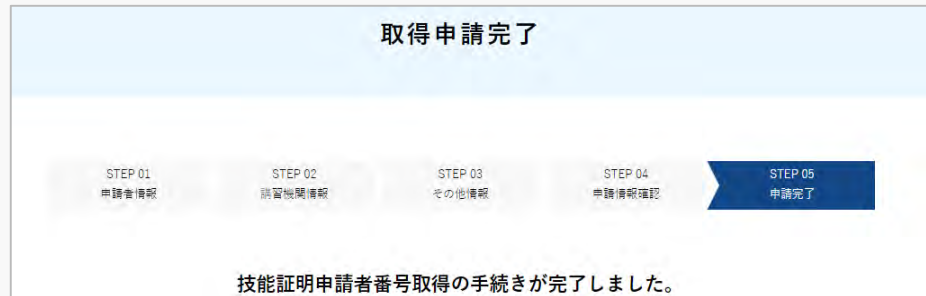 取得申請完了
STEP 01
申請者情報
STEP 02
講習機関情報
STEP 03
その他情報
STEP 04
申請情報確認
STEP 05
申請完了
技能証明申請者番号取得の手続きが完了しました。